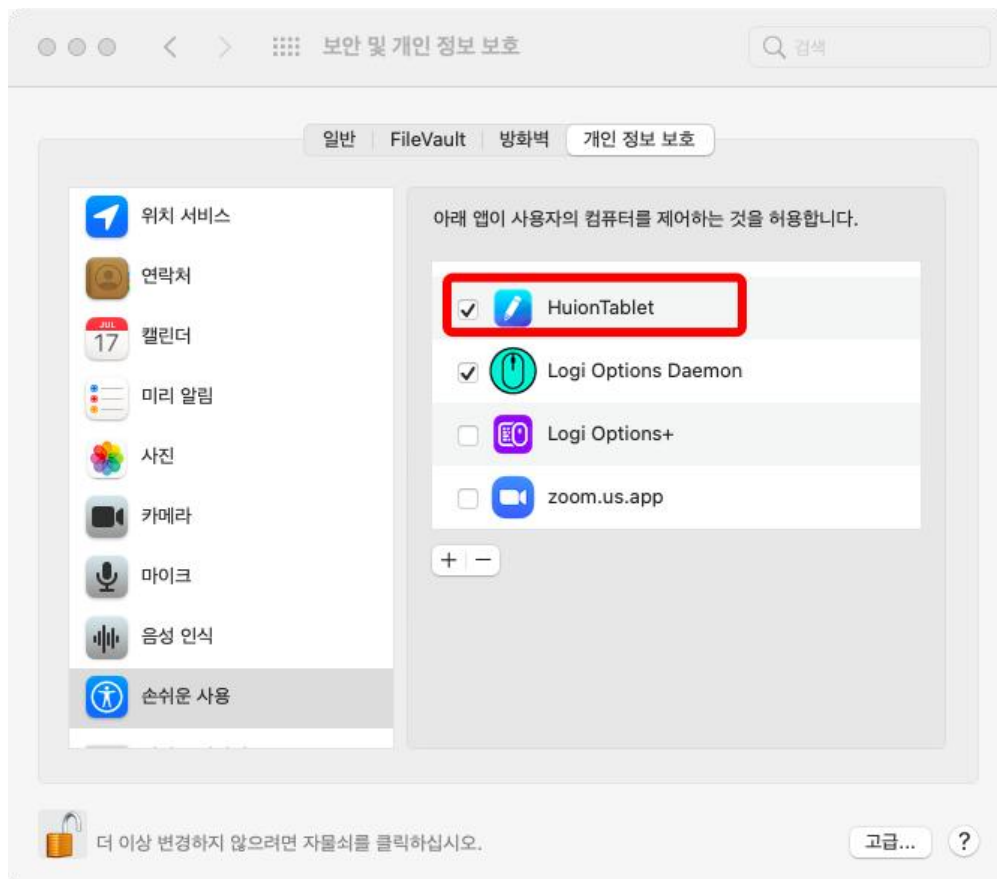 보안 및 개인 정보 보호
검색
일반 FileVault 방화벽 개인 정보 보호
위치 서비스
연락처
JUL
17
캘린더
미리 알림
사진
카메라
마이크
음성 인식
손쉬운 사용
아래 앱이 사용자의 컴퓨터를 제어하는 것을 허용합니다.
HuionTablet
Logi Options Daemon
Logi Options+
zoom.us.app
+ −
더 이상 변경하지 않으려면 자물쇠를 클릭하십시오.
고급... ?